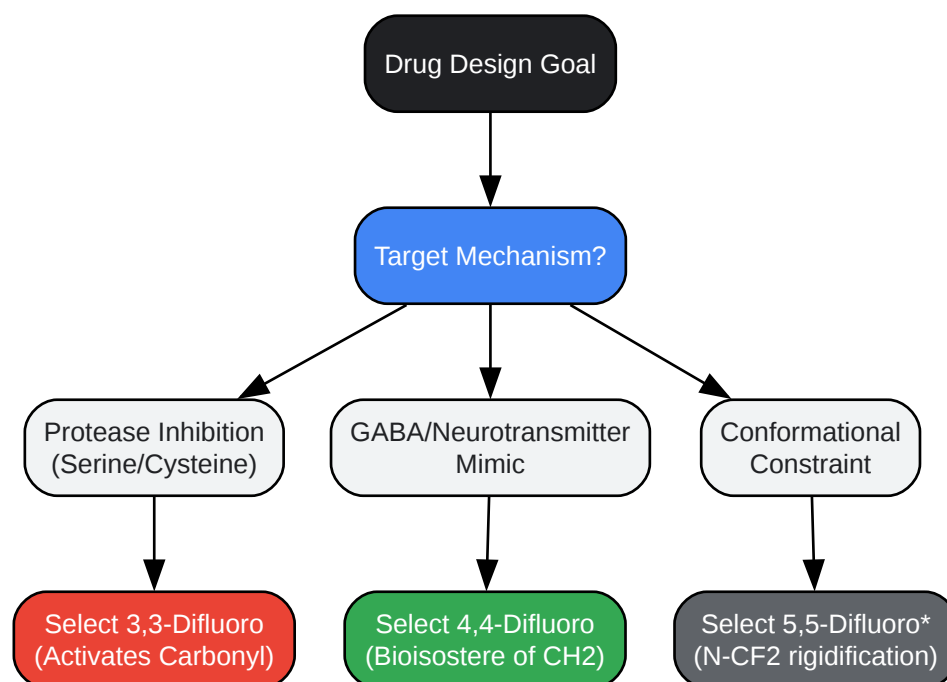 Drug Design Goal
Target Mechanism?
Protease Inhibition
(Serine/Cysteine)
GABA/Neurotransmitter
Mimic
Conformational
Constraint
Select 3,3-Difluoro
(Activates Carbonyl)
Select 4,4-Difluoro
(Bioisostere of CH2)
Select 5,5-Difluoro*
(N-CF2 rigidification)